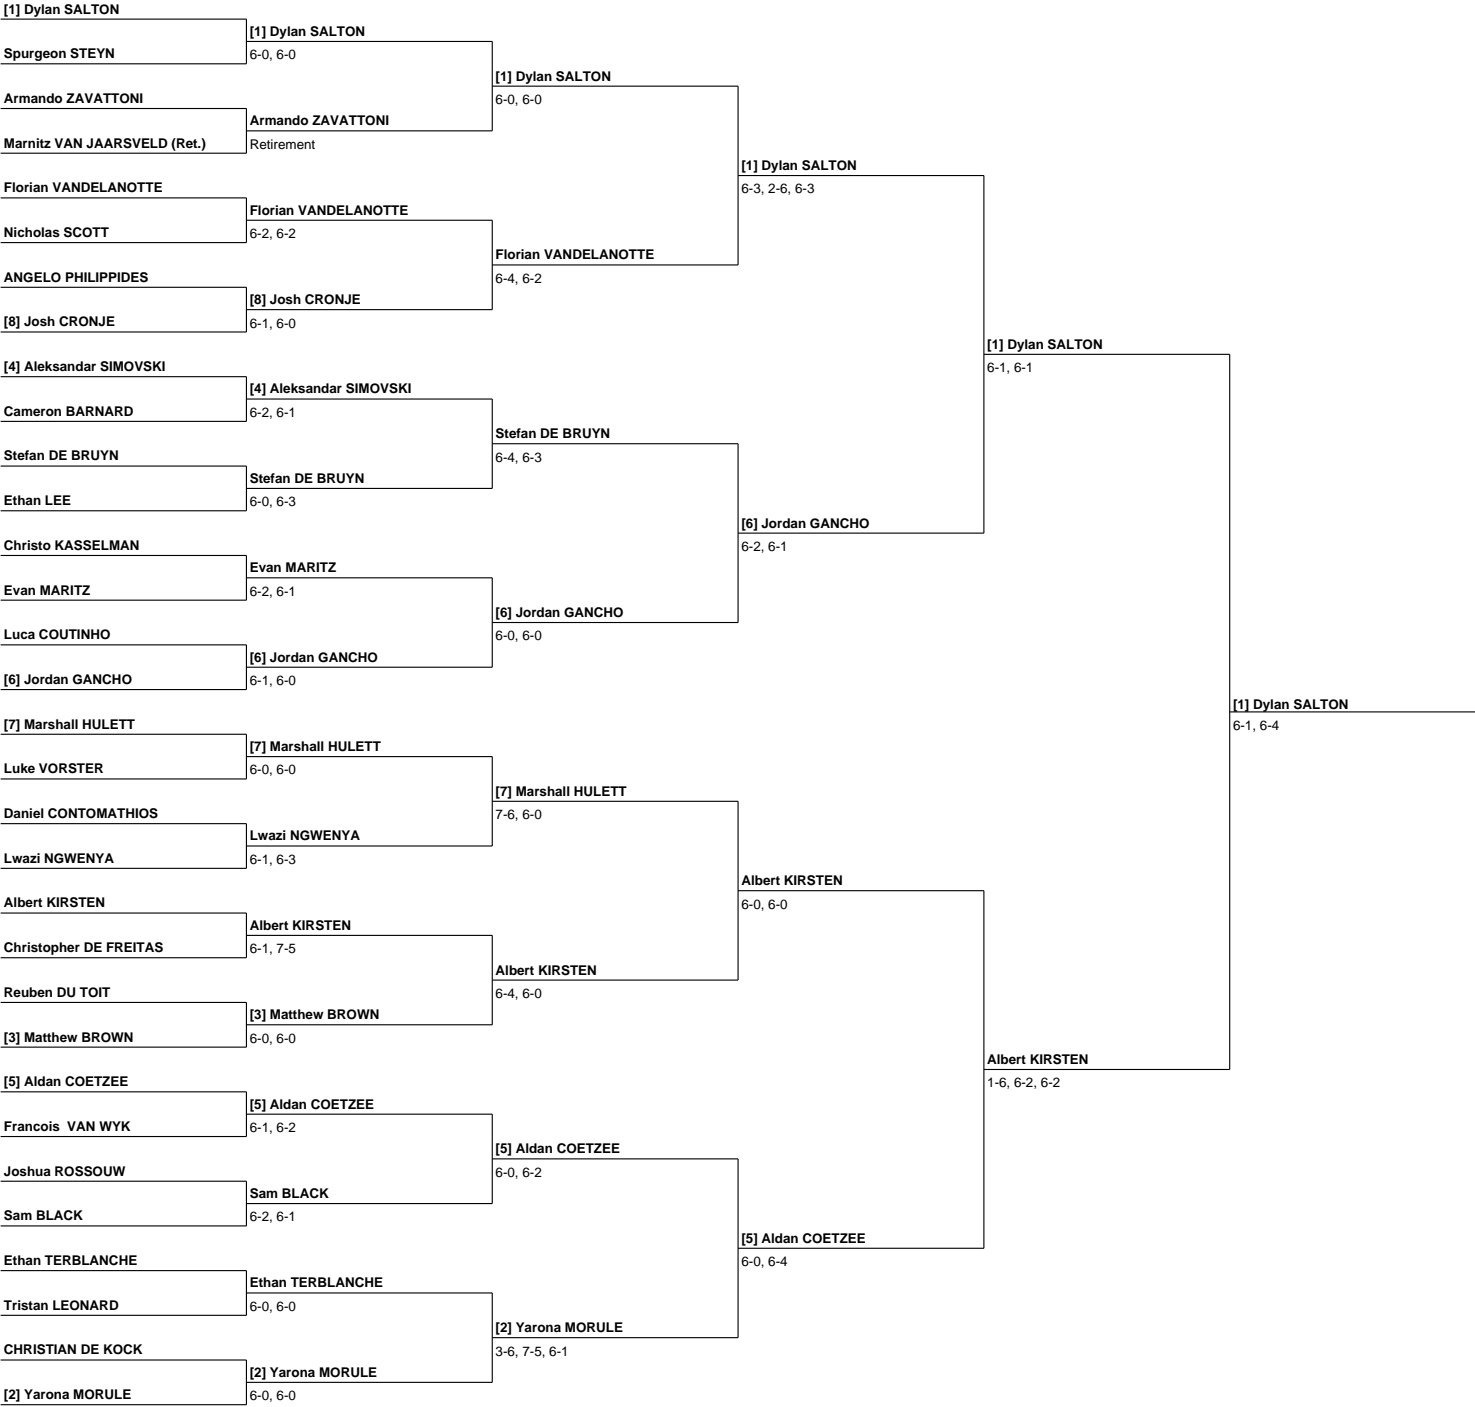 [1] Dylan SALTON
Spurgeon STEYN
Armando ZAVATTONI
Marnitz VAN JAARSVELD (Ret.)
Florian VANDELANOTTE
Nicholas SCOTT
ANGELO PHILIPPIDES
[8] Josh CRONJE
[4] Aleksandar SIMOVSKI
Cameron BARNARD
Stefan DE BRUYN
Ethan LEE
Christo KASSELMAN
Evan MARITZ
Luca COUTINHO
[6] Jordan GANCHO
[7] Marshall HULETT
Luke VORSTER
Daniel CONTOMATHIOS
Lwazi NGWENYA
Albert KIRSTEN
Christopher DE FREITAS
Reuben DU TOIT
[3] Matthew BROWN
[5] Aldan COETZEE
Francois  VAN WYK
Joshua ROSSOUW
Sam BLACK
Ethan TERBLANCHE
Tristan LEONARD
CHRISTIAN DE KOCK
[2] Yarona MORULE
[1] Dylan SALTON
6-0, 6-0
Armando ZAVATTONI
Retirement
Florian VANDELANOTTE
6-2, 6-2
[8] Josh CRONJE
6-1, 6-0
[4] Aleksandar SIMOVSKI
6-2, 6-1
Stefan DE BRUYN
6-0, 6-3
Evan MARITZ
6-2, 6-1
[6] Jordan GANCHO
6-1, 6-0
[7] Marshall HULETT
6-0, 6-0
Lwazi NGWENYA
6-1, 6-3
Albert KIRSTEN
6-1, 7-5
[3] Matthew BROWN
6-0, 6-0
[5] Aldan COETZEE
6-1, 6-2
Sam BLACK
6-2, 6-1
Ethan TERBLANCHE
6-0, 6-0
[2] Yarona MORULE
6-0, 6-0
[1] Dylan SALTON
6-0, 6-0
Florian VANDELANOTTE
6-4, 6-2
Stefan DE BRUYN
6-4, 6-3
[6] Jordan GANCHO
6-0, 6-0
[7] Marshall HULETT
7-6, 6-0
Albert KIRSTEN
6-4, 6-0
[5] Aldan COETZEE
6-0, 6-2
[2] Yarona MORULE
3-6, 7-5, 6-1
[1] Dylan SALTON
6-3, 2-6, 6-3
[6] Jordan GANCHO
6-2, 6-1
Albert KIRSTEN
6-0, 6-0
[5] Aldan COETZEE
6-0, 6-4
[1] Dylan SALTON
6-1, 6-1
Albert KIRSTEN
1-6, 6-2, 6-2
[1] Dylan SALTON
6-1, 6-4